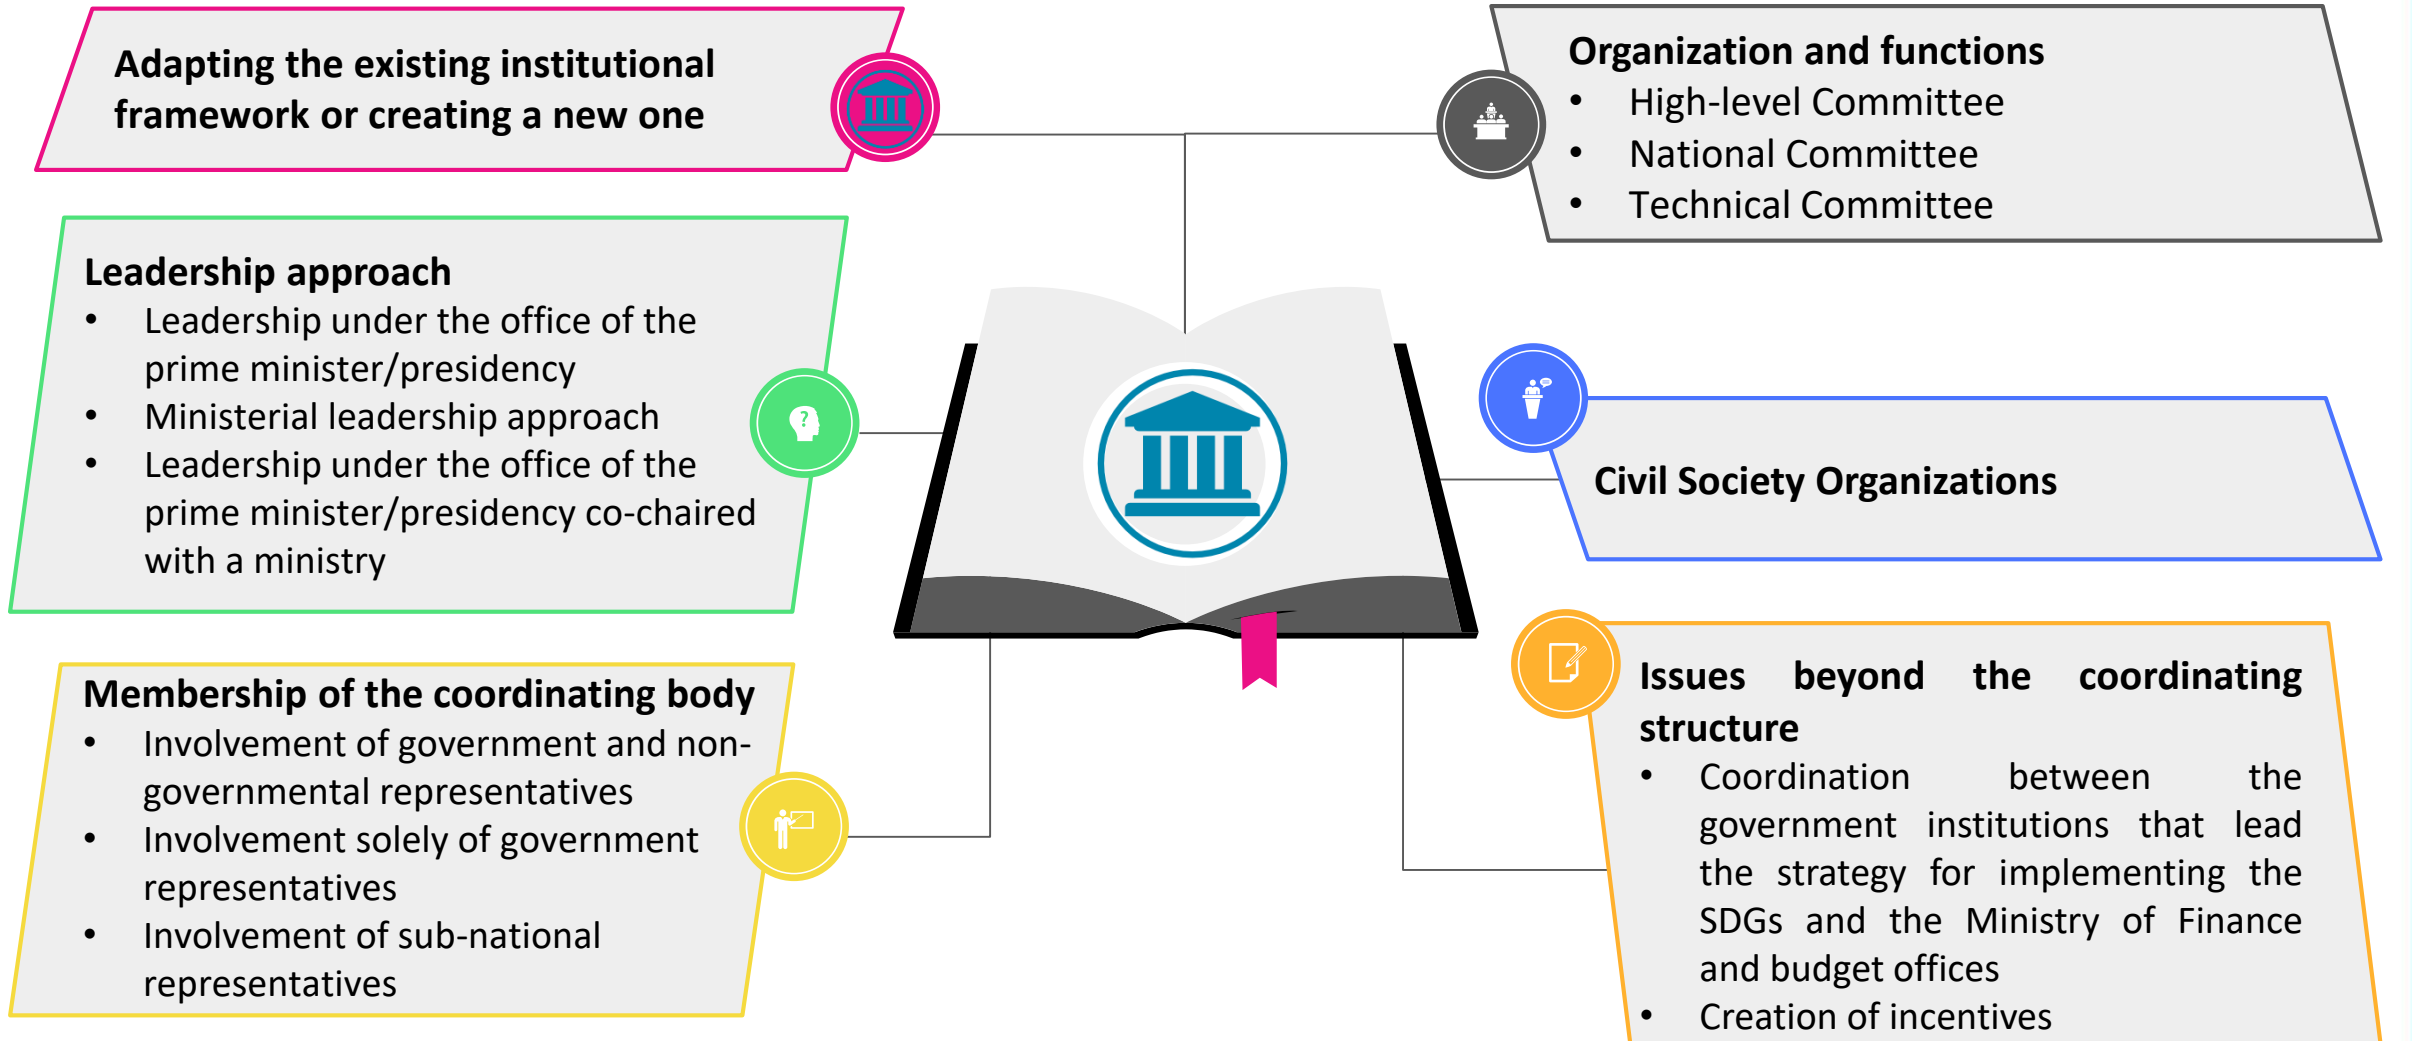 Adapting the existing institutional
framework or creating a new one
Leadership approach
• Leadership under the office of the
prime minister/presidency
• Ministerial leadership approach
• Leadership under the office of the
prime minister/presidency co-chaired
with a ministry
Membership of the coordinating body
• Involvement of government and non-
governmental representatives
• Involvement solely of government
representatives
• Involvement of sub-national
representatives
Organization and functions
• High-level Committee
• National Committee
• Technical Committee
Civil Society Organizations
Issues beyond the coordinating
structure
• Coordination between the
government institutions that lead
the strategy for implementing the
SDGs and the Ministry of Finance
and budget offices
• Creation of incentives